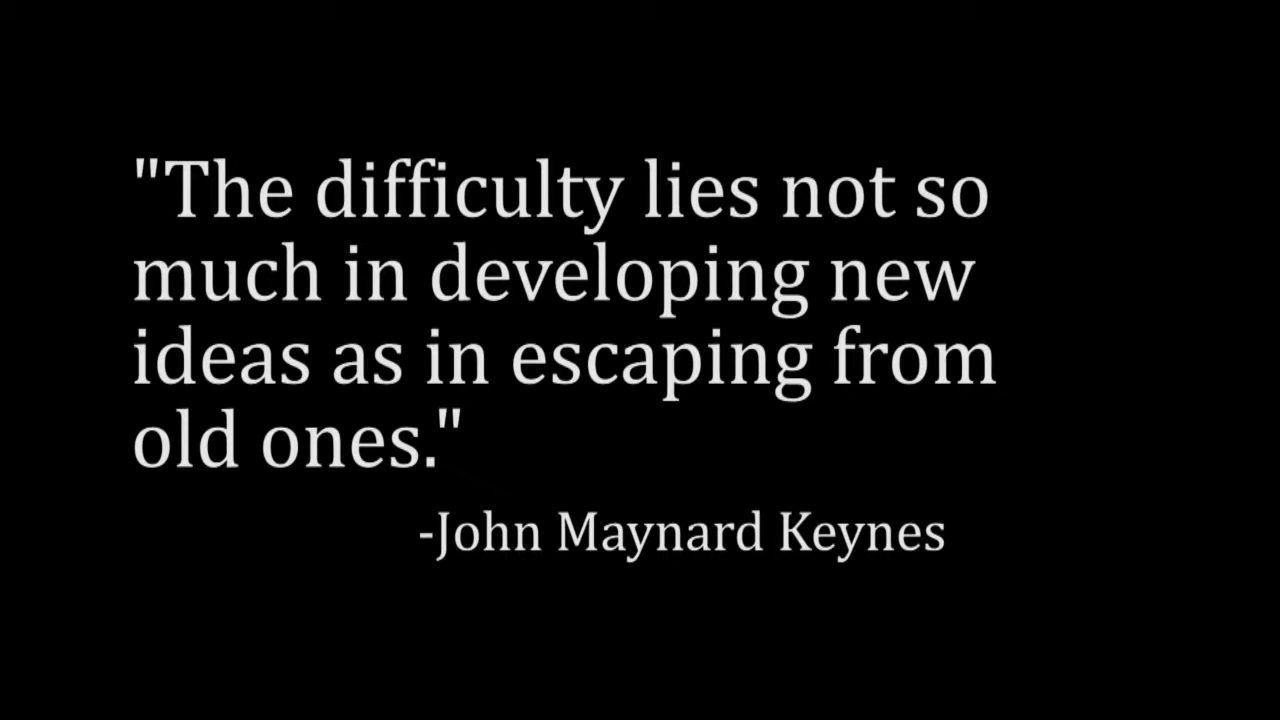 "The difficulty lies not so
much in developing new
ideas as in escaping from
old ones."
-John Maynard Keynes